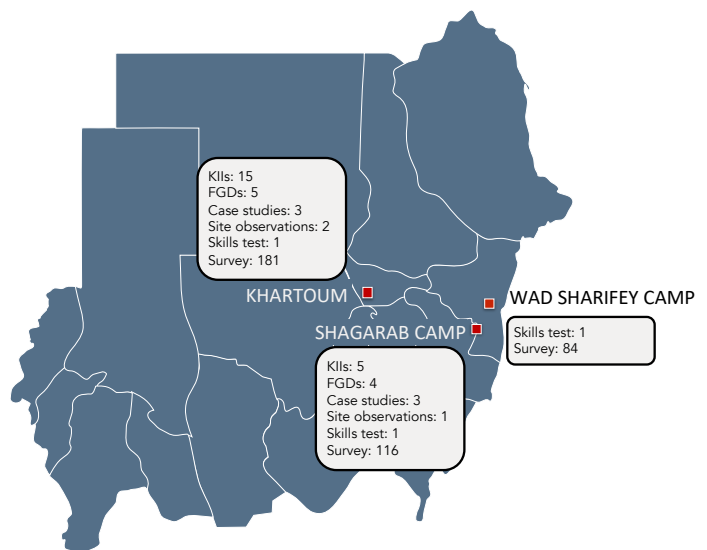 KIIs: 15
FGDs: 5
Case studies: 3
Site observations: 2
Skills test: 1
Survey: 181
KHARTOUM
WAD SHARIFEY CAMP
Skills test: 1
Survey: 84
SHAGARAB CAMP
KIIs: 5
FGDs: 4
Case studies: 3
Site observations: 1
Skills test: 1
Survey: 116